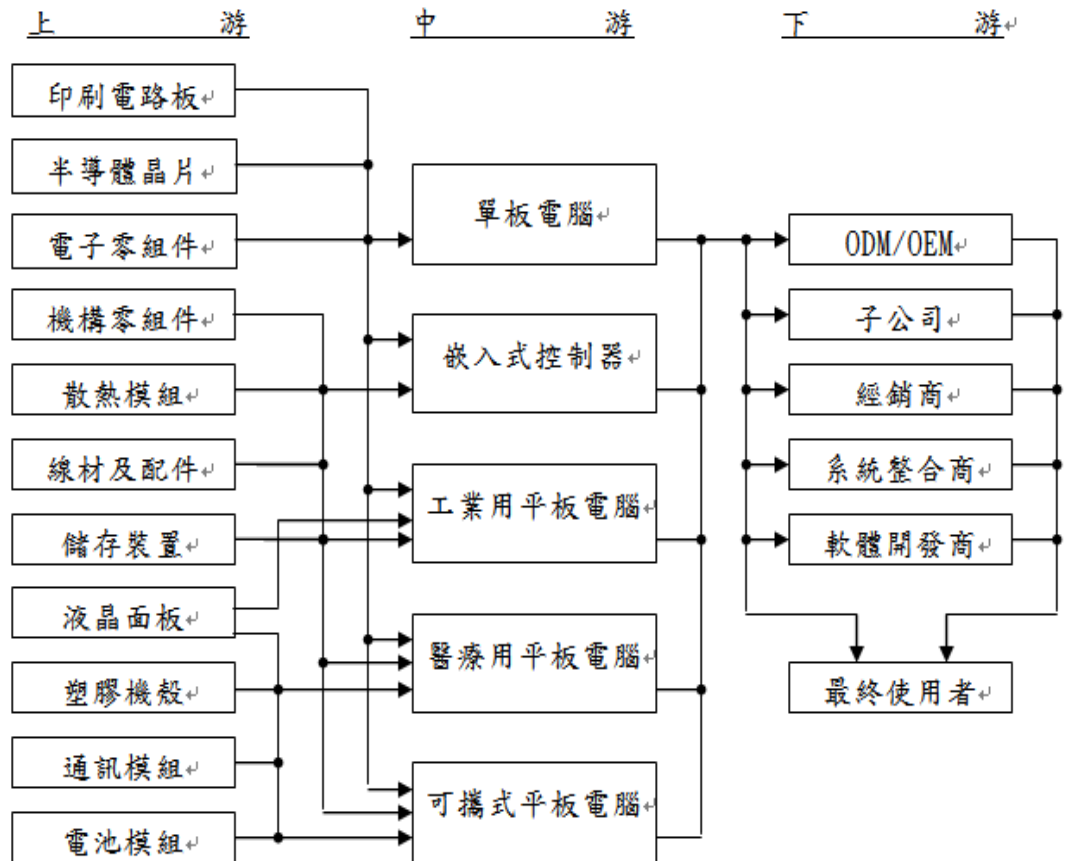 上游
中游
下游
印刷電路板
半導體晶片
電子零組件
機構零組件
散熱模組
線材及配件
儲存裝置
液晶面板
塑膠機殼
通訊模組
電池模組
單板電腦
嵌入式控制器
工業用平板電腦
醫療用平板電腦
可攜式平板電腦
ODM/OEM
子公司
經銷商
系統整合商
軟體開發商
最終使用者